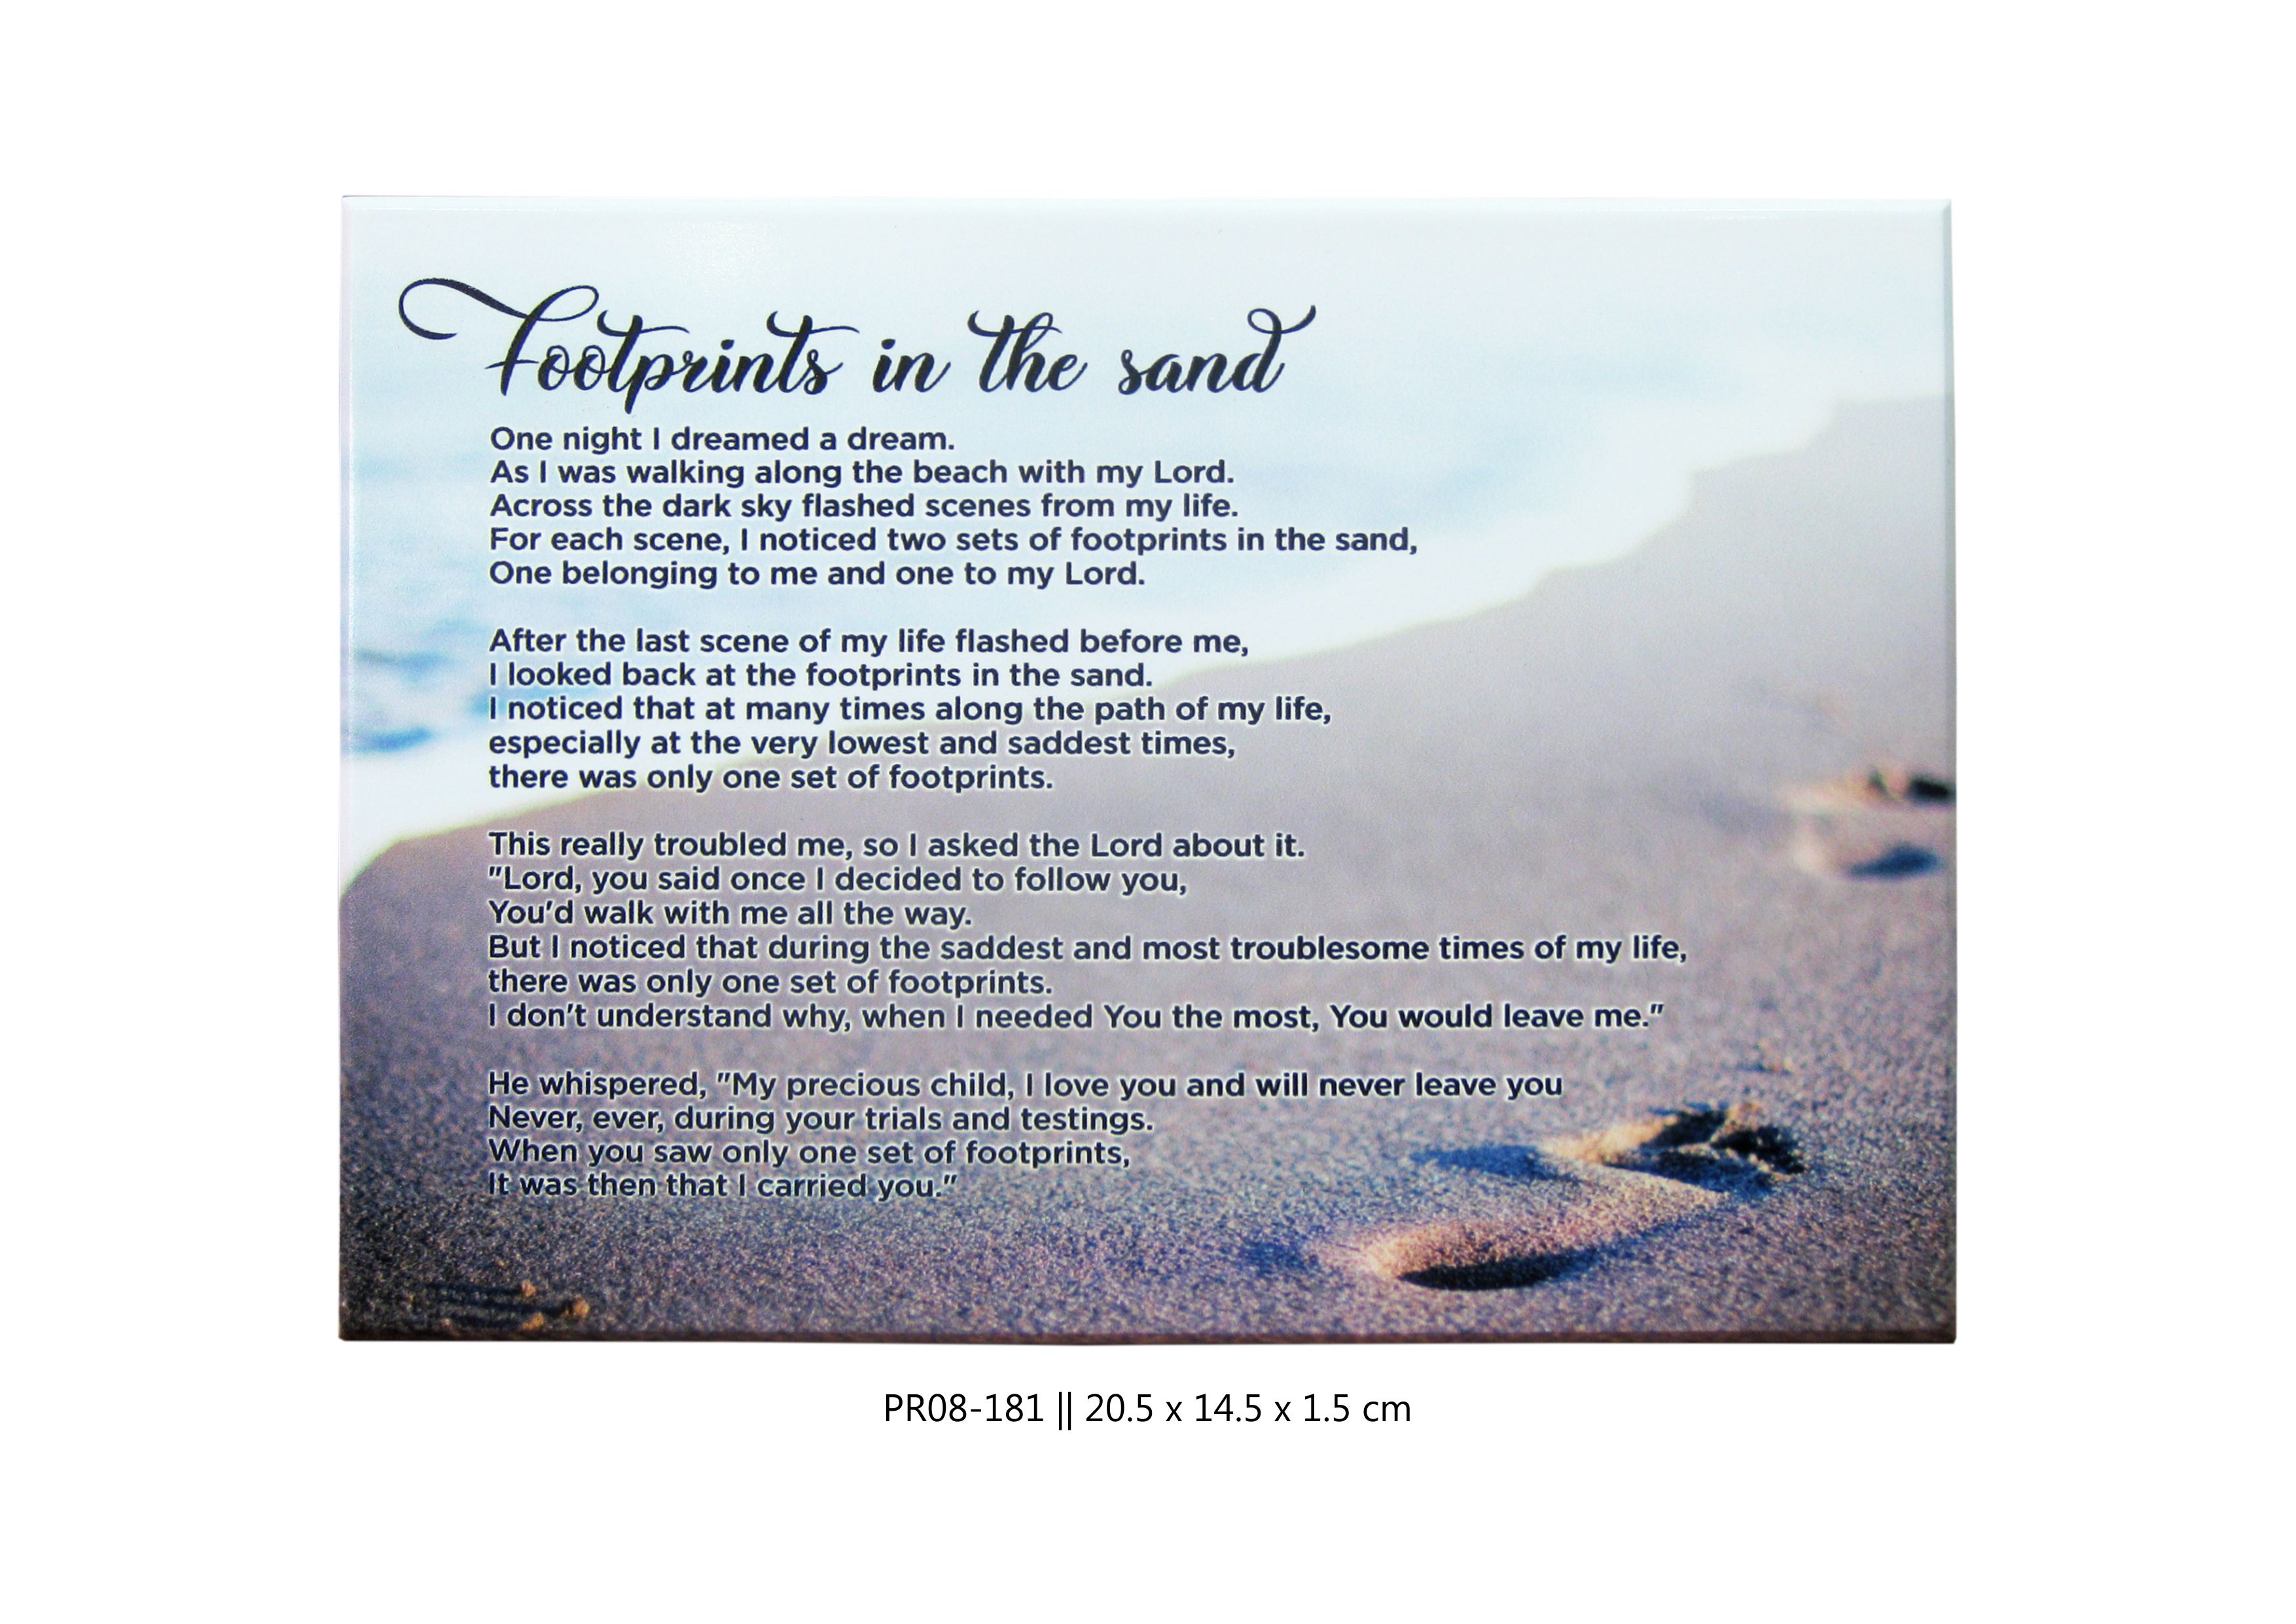 Footprints in the sand
One night I dreamed a dream.
As I was walking along the beach with my Lord.
Across the dark sky flashed scenes from my life.
For each scene, I noticed two sets of footprints in the sand,
One belonging to me and one to my Lord.
After the last scene of my life flashed before me,
I looked back at the footprints in the sand.
I noticed that at many times along the path of my life,
especially at the very lowest and saddest times,
there was only one set of footprints.
This really troubled me, so I asked the Lord about it.
"Lord, you said once I decided to follow you,
You'd walk with me all the way.
But I noticed that during the saddest and most troublesome times of my life,
there was only one set of footprints.
I don't understand why, when I needed You the most, You would leave me."
He whispered, "My precious child, I love you and will never leave you
Never, ever, during your trials and testings.
When you saw only one set of footprints,
It was then that I carried you."
PR08-181 || 20.5 x 14.5 x 1.5 cm